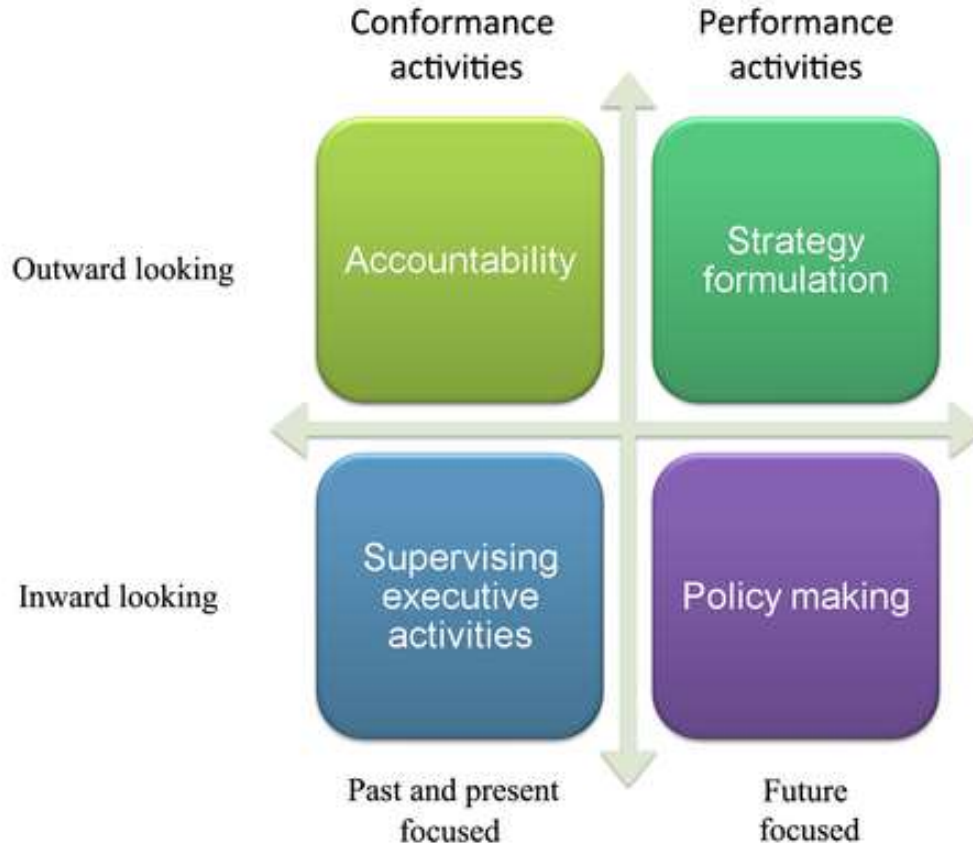 Conformance
activities
Performance
activities
Outward looking
Accountability
Strategy
formulation
Inward looking
Supervising
executive
activities
Policy making
Past and present
focused
Future
focused